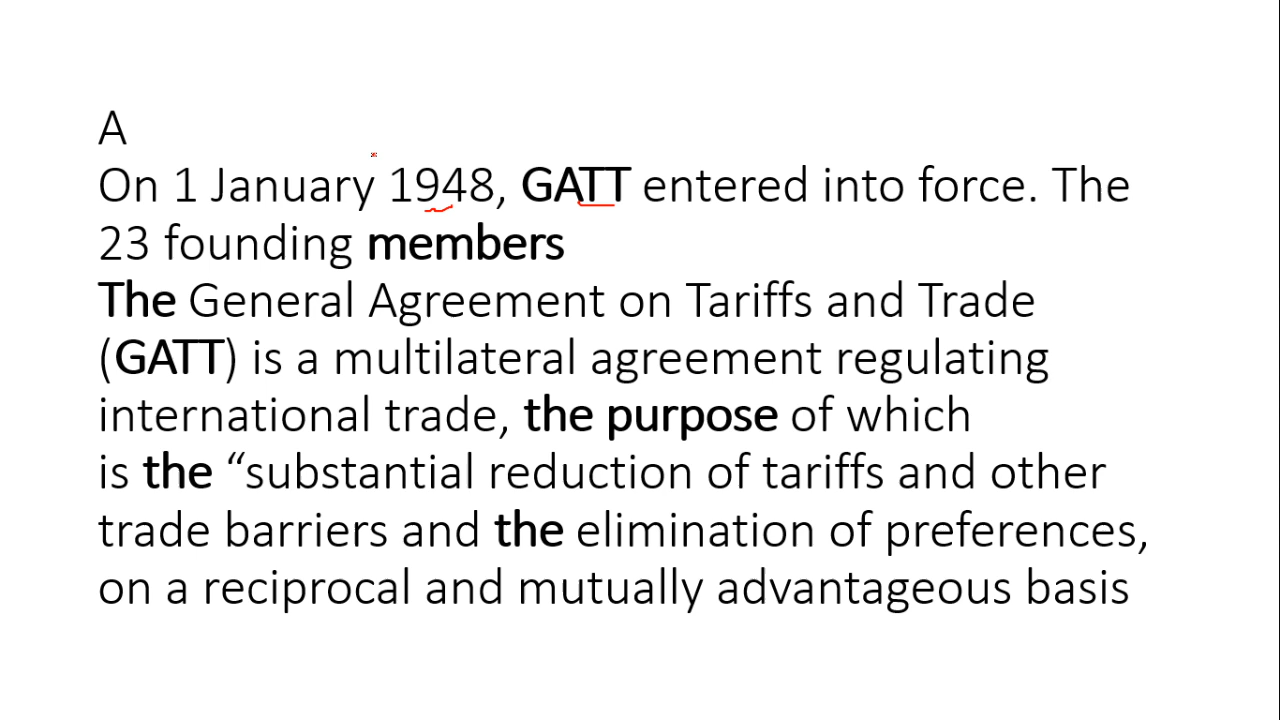 A
On 1 January 1948, GATT entered into force. The
23 founding members
The General Agreement on Tariffs and Trade
(GATT) is a multilateral agreement regulating
international trade, the purpose of which
is the “substantial reduction of tariffs and other
trade barriers and the elimination of preferences,
on a reciprocal and mutually advantageous basis